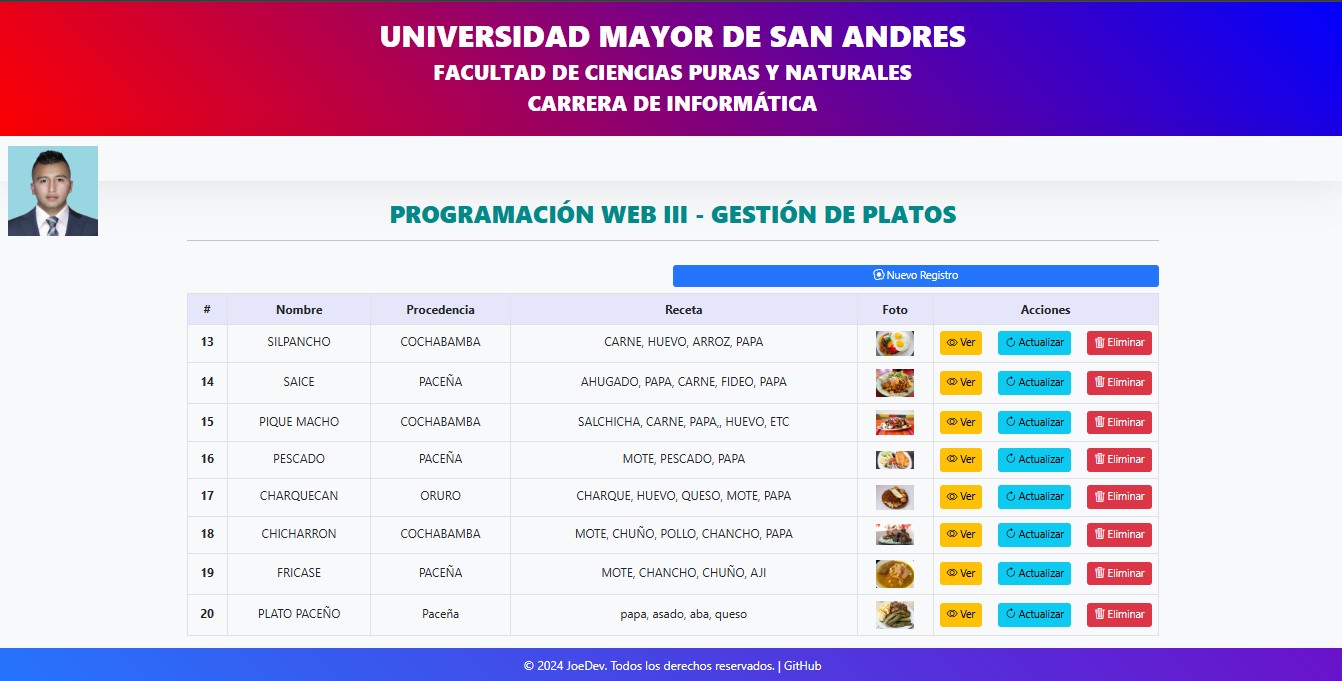 UNIVERSIDAD MAYOR DE SAN ANDRES
FACULTAD DE CIENCIAS PURAS Y NATURALES
CARRERA DE INFORMÁTICA
PROGRAMACIÓN WEB III - GESTIÓN DE PLATOS
Nuevo Registro
# Nombre Procedencia Receta Foto Acciones
13 SILPANCHO COCHABAMBA CARNE, HUEVO, ARROZ, PAPA Ver Actualizar Eliminar
14 SAICE PACEÑA AHUGADO, PAPA, CARNE, FIDEO, PAPA Ver Actualizar Eliminar
15 PIQUE MACHO COCHABAMBA SALCHICHA, CARNE, PAPA,, HUEVO, ETC Ver Actualizar Eliminar
16 PESCADO PACEÑA MOTE, PESCADO, PAPA Ver Actualizar Eliminar
17 CHARQUECAN ORURO CHARQUE, HUEVO, QUESO, MOTE, PAPA Ver Actualizar Eliminar
18 CHICHARRON COCHABAMBA MOTE, CHUÑO, POLLO, CHANCHO, PAPA Ver Actualizar Eliminar
19 FRICASE PACEÑA MOTE, CHANCHO, CHUÑO, AJI Ver Actualizar Eliminar
20 PLATO PACEÑO Paceña papa, asado, aba, queso Ver Actualizar Eliminar
© 2024 JoeDev. Todos los derechos reservados. | GitHub